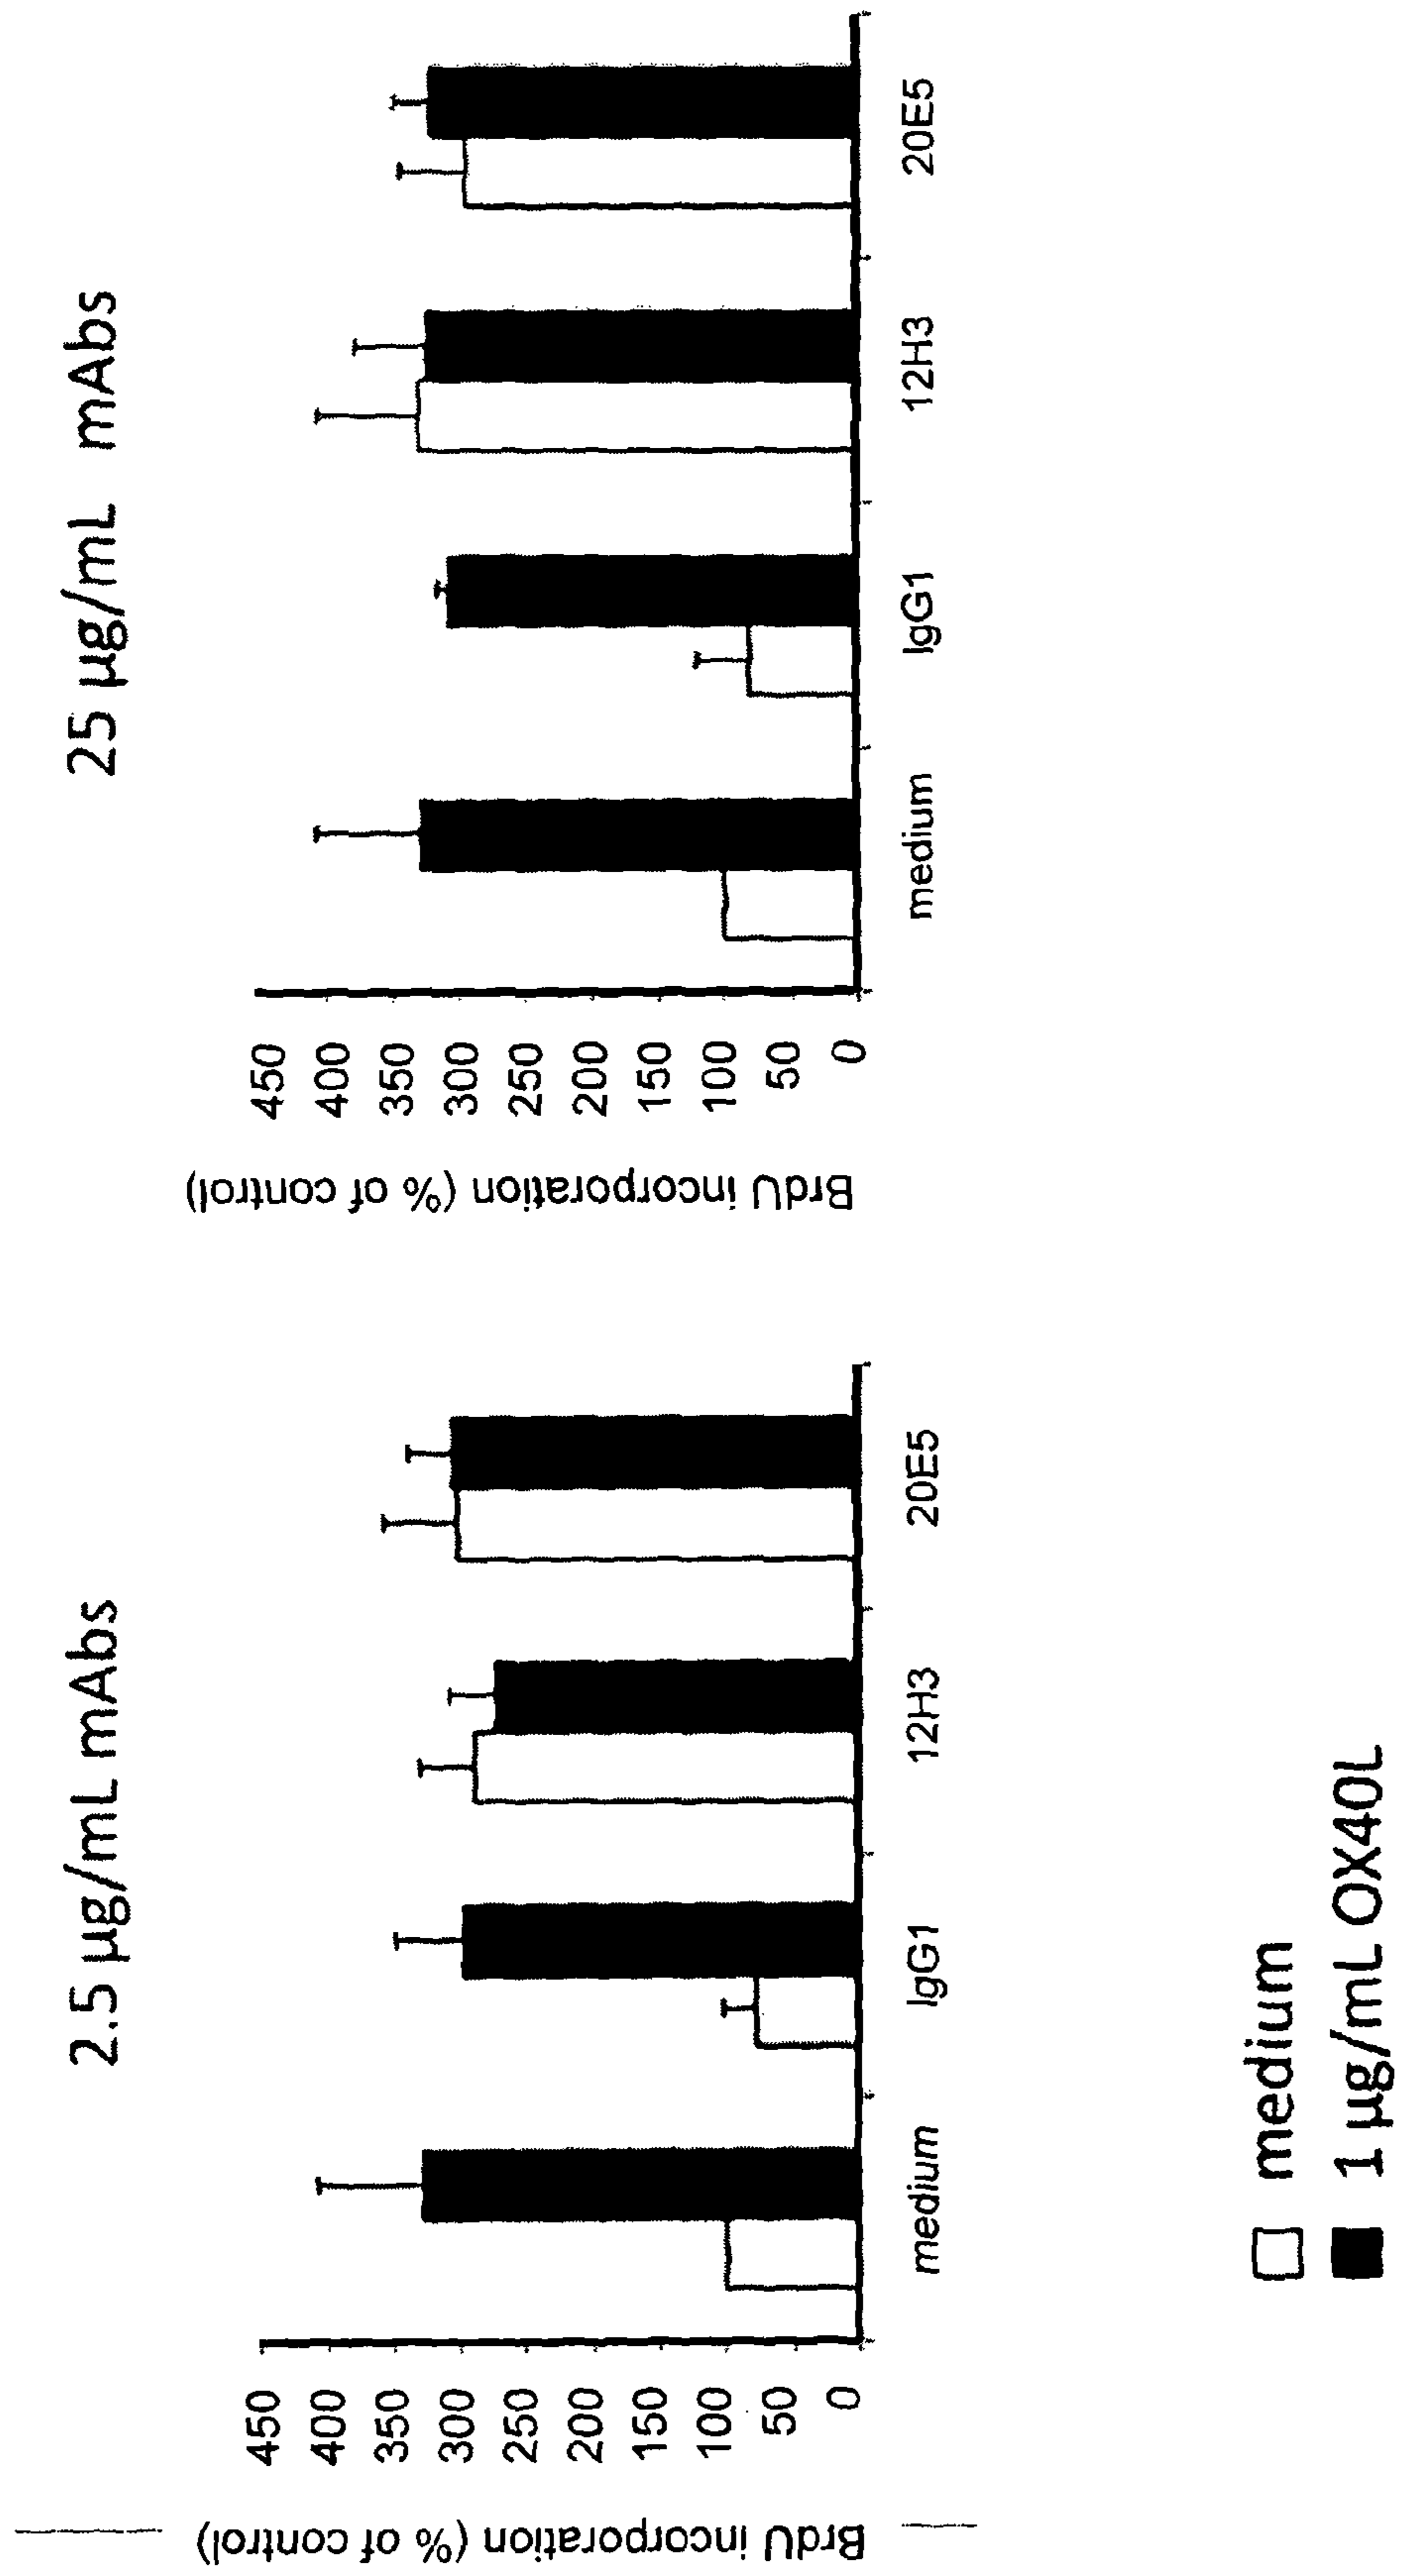 2.5 µg/mL mAbs
BrdU incorporation (% of control)
450
400
350
300
250
200
150
100
50
0
medium
IgG1
12H3
20E5
25 µg/mL mAbs
BrdU incorporation (% of control)
450
400
350
300
250
200
150
100
50
0
medium
IgG1
12H3
20E5
medium
1 µg/mL OX40L